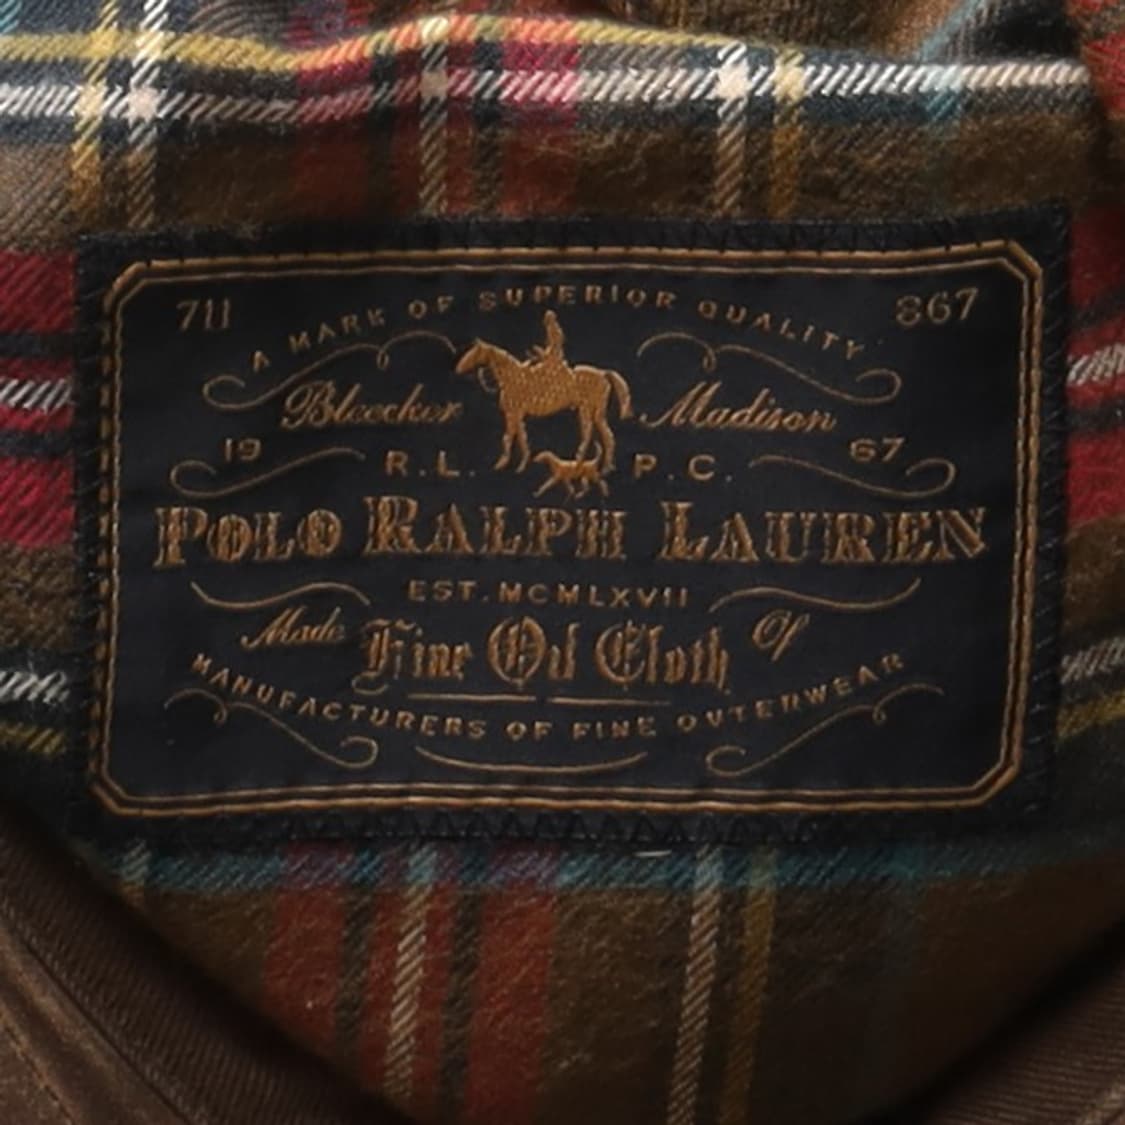 711 867
A MARK OF SUPERIOR QUALITY
Bleecker Madison
19 67
R.L. P.C.
POLO RALPH LAUREN
EST. MCMLXVII
Made Fine Oil Cloth Of
MANUFACTURERS OF FINE OUTERWEAR